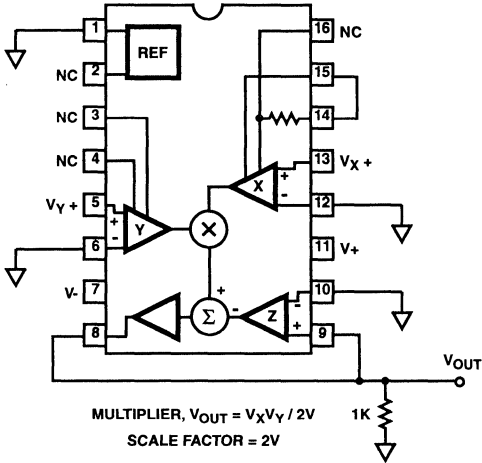 1
REF
16 NC
NC 2
15
NC 3
14
NC 4
13 VX +
X
+
-
VY + 5
12
+
Y
-
6
11 V+
X
V- 7
10
+
-
-
Σ
Z
+
8
9
VOUT
MULTIPLIER, VOUT = VXVY / 2V
1K
SCALE FACTOR = 2V